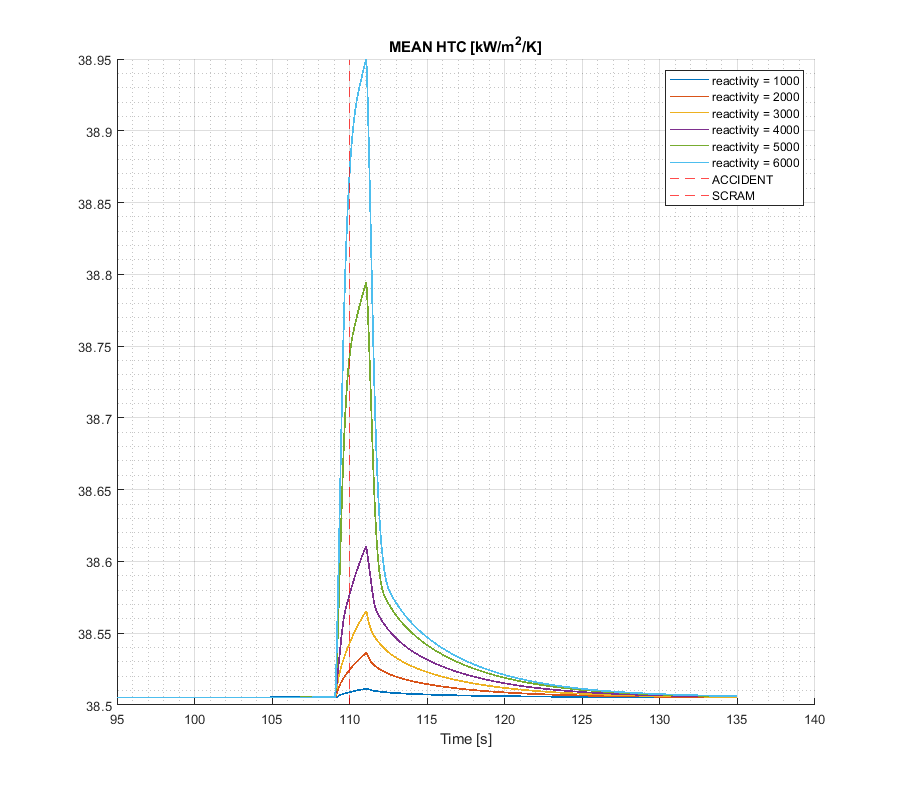 MEAN HTC [kW/m²/K]
38.95
38.9
38.85
38.8
38.75
38.7
38.65
38.6
38.55
38.5
reactivity = 1000
reactivity = 2000
reactivity = 3000
reactivity = 4000
reactivity = 5000
reactivity = 6000
ACCIDENT
SCRAM
95 100 105 110 115 120 125 130 135 140
Time [s]